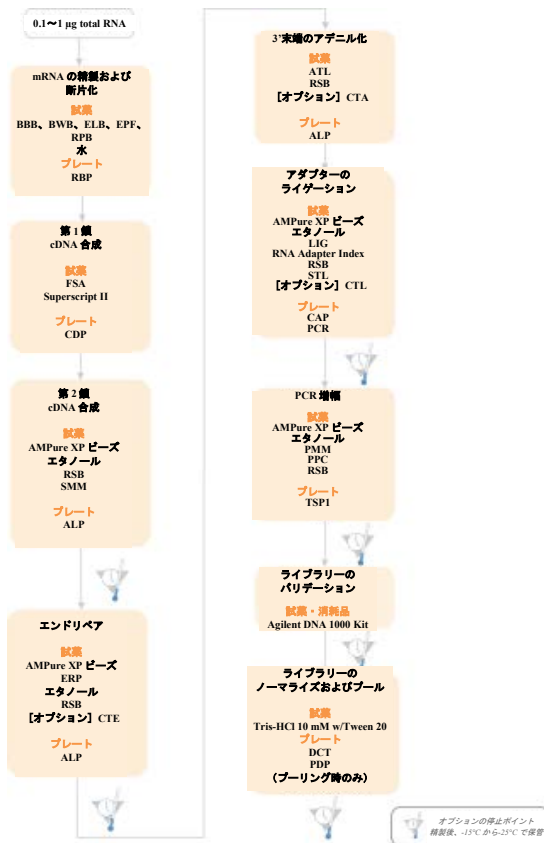 0.1〜1 μg total RNA
mRNA の精製および
断片化
試薬
BBB、BWB、ELB、EPF、
RPB
水
プレート
RBP
第 1 鎖
cDNA 合成
試薬
FSA
Superscript II
プレート
CDP
第 2 鎖
cDNA 合成
試薬
AMPure XP ビーズ
エタノール
RSB
SMM
プレート
ALP
エンドリペア
試薬
AMPure XP ビーズ
ERP
エタノール
RSB
［オプション］CTE
プレート
ALP
3’末端のアデニル化
試薬
ATL
RSB
［オプション］CTA
プレート
ALP
アダプターの
ライゲーション
試薬
AMPure XP ビーズ
エタノール
LIG
RNA Adapter Index
RSB
STL
［オプション］CTL
プレート
CAP
PCR
PCR 増幅
試薬
AMPure XP ビーズ
エタノール
PMM
PPC
RSB
プレート
TSP1
ライブラリーの
バリデーション
試薬・消耗品
Agilent DNA 1000 Kit
ライブラリーの
ノーマライズおよびプール
試薬
Tris-HCl 10 mM w/Tween 20
プレート
DCT
PDP
（プーリング時のみ）
オプションの停止ポイント
精製後、-15°C から-25°C で保管